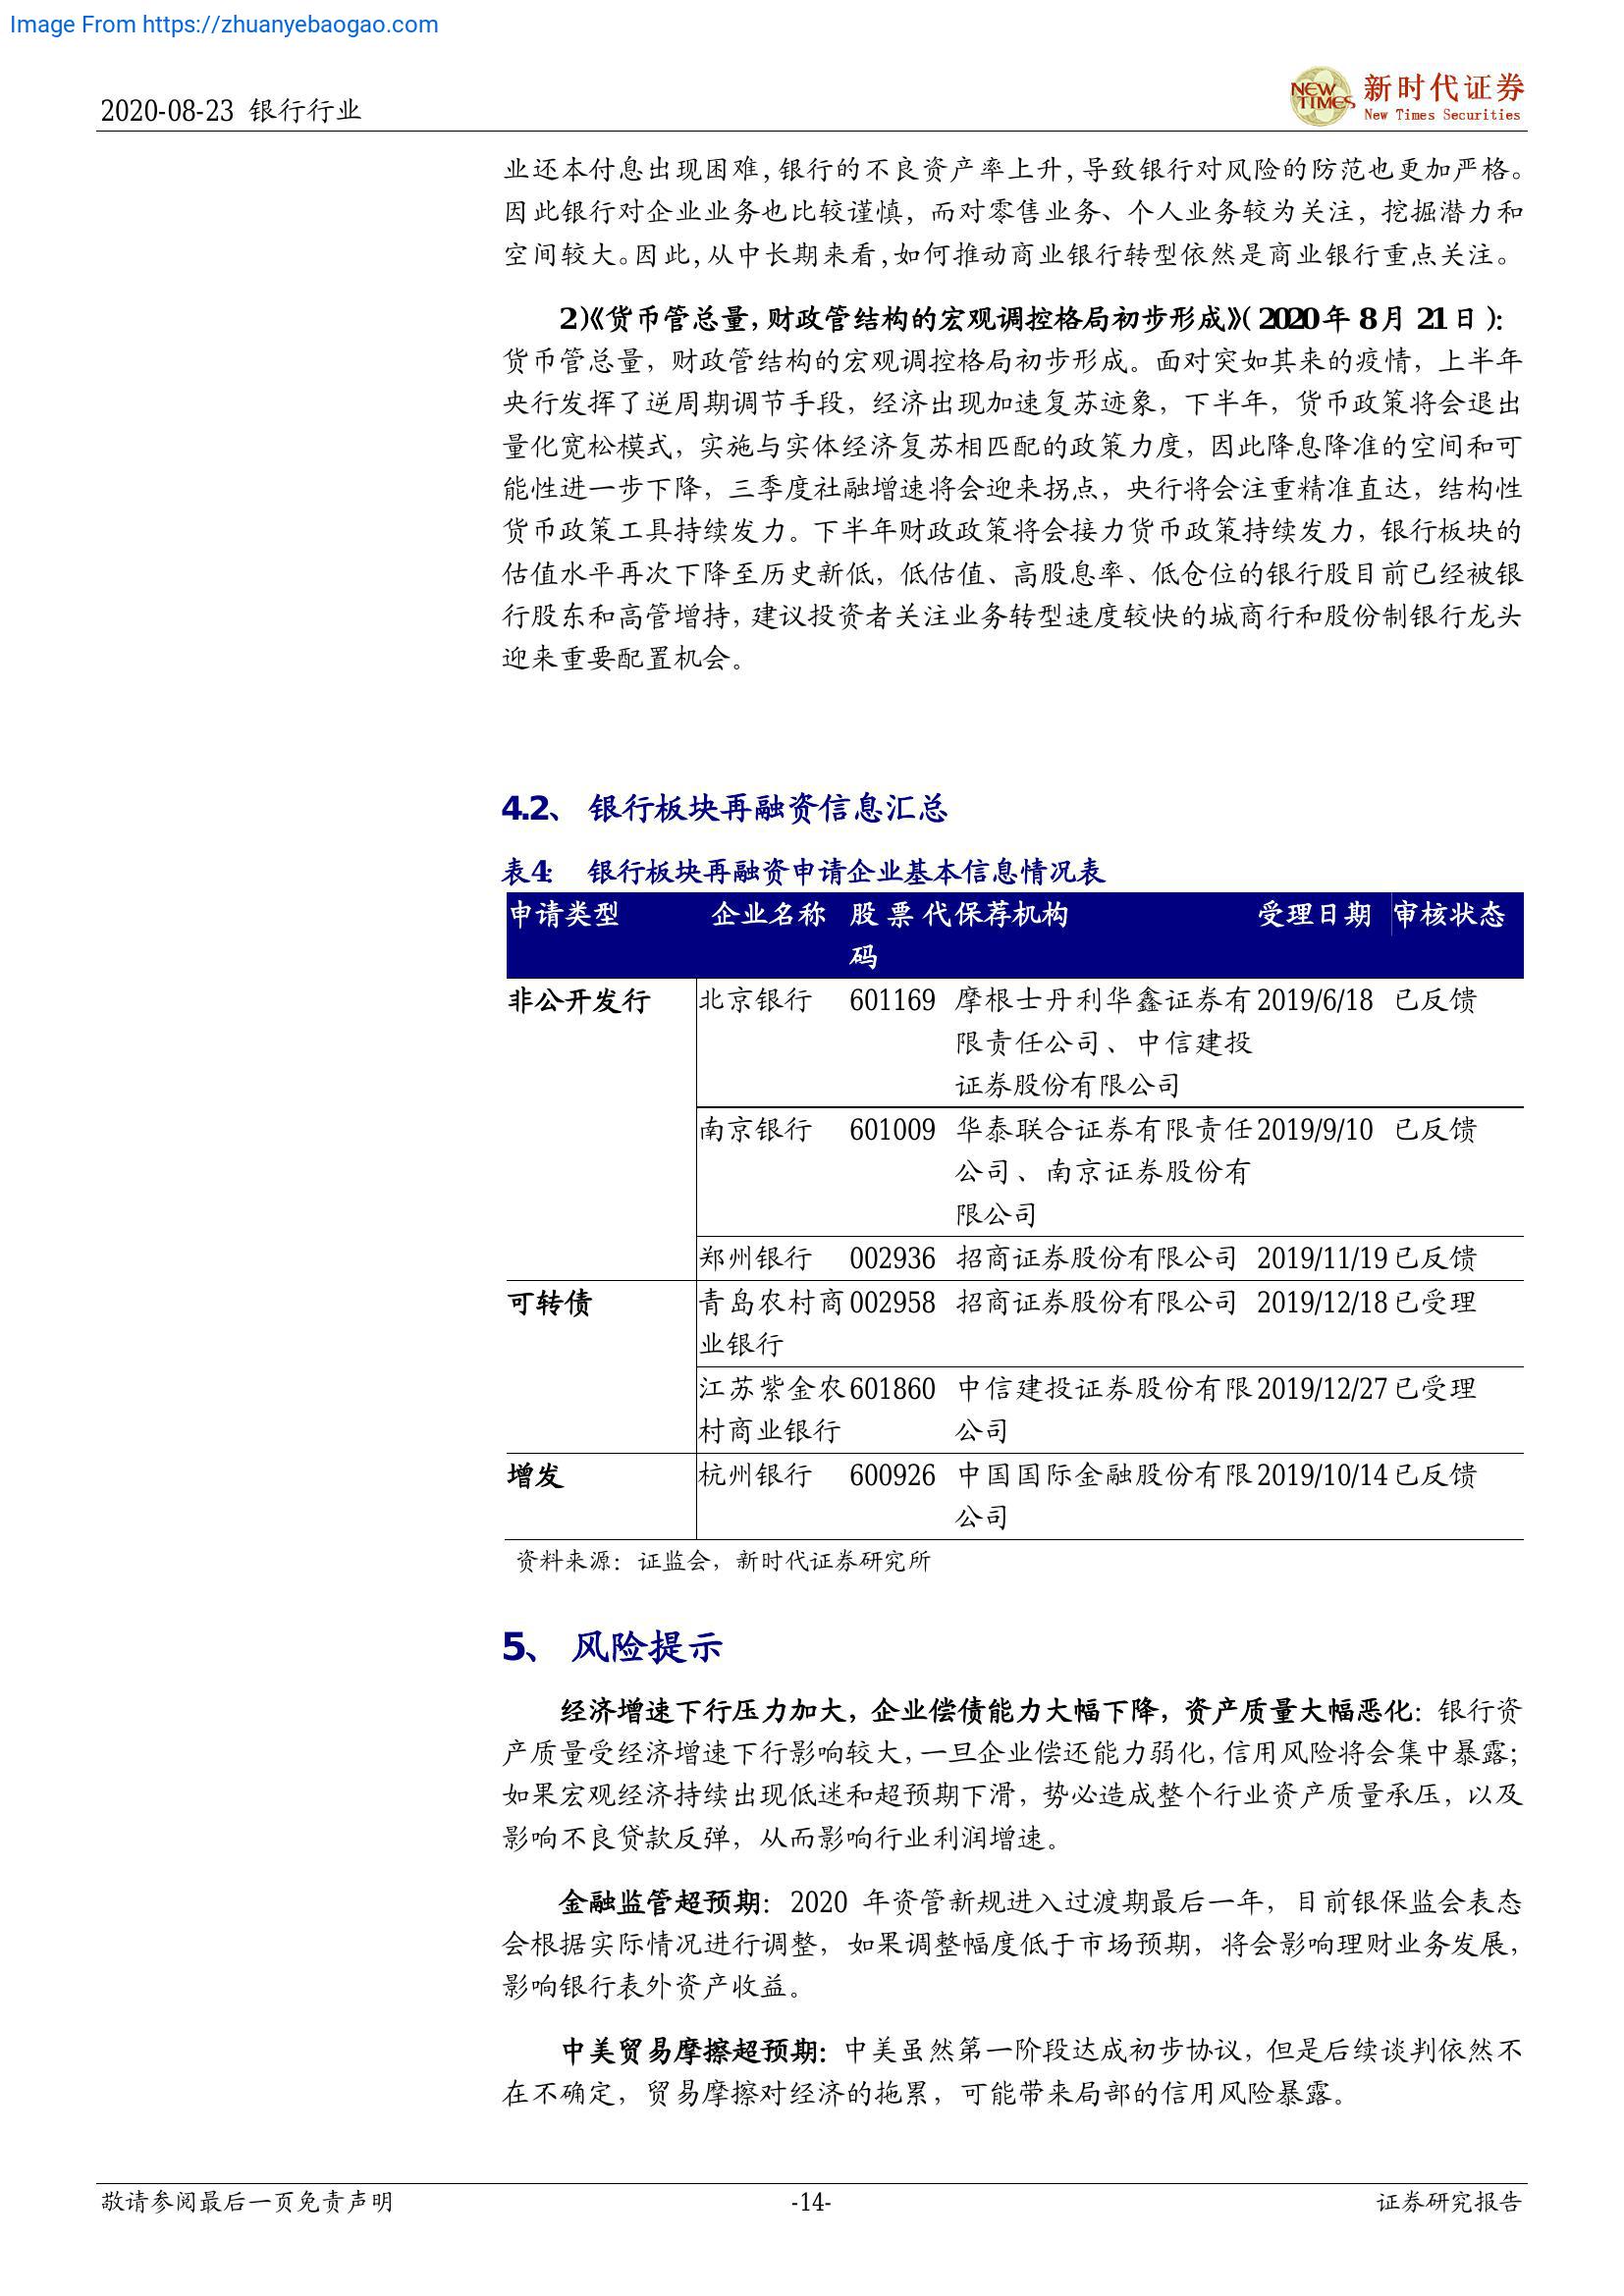 Image From https://zhuanyebaogao.com
2020-08-23 银行行业
NEW TIMES 新时代证券
New Times Securities
业还本付息出现困难，银行的不良资产率上升，导致银行对风险的防范也更加严格。
因此银行对企业业务也比较谨慎，而对零售业务、个人业务较为关注，挖掘潜力和
空间较大。因此，从中长期来看，如何推动商业银行转型依然是商业银行重点关注。
2）《货币管总量，财政管结构的宏观调控格局初步形成》（2020 年 8 月 21 日）：
货币管总量，财政管结构的宏观调控格局初步形成。面对突如其来的疫情，上半年
央行发挥了逆周期调节手段，经济出现加速复苏迹象，下半年，货币政策将会退出
量化宽松模式，实施与实体经济复苏相匹配的政策力度，因此降息降准的空间和可
能性进一步下降，三季度社融增速将会迎来拐点，央行将会注重精准直达，结构性
货币政策工具持续发力。下半年财政政策将会接力货币政策持续发力，银行板块的
估值水平再次下降至历史新低，低估值、高股息率、低仓位的银行股目前已经被银
行股东和高管增持，建议投资者关注业务转型速度较快的城商行和股份制银行龙头
迎来重要配置机会。
4.2、 银行板块再融资信息汇总
表4： 银行板块再融资申请企业基本信息情况表
申请类型 企业名称 股票代 保荐机构 受理日期 审核状态
码
非公开发行 北京银行 601169 摩根士丹利华鑫证券有 2019/6/18 已反馈
限责任公司、中信建投
证券股份有限公司
南京银行 601009 华泰联合证券有限责任 2019/9/10 已反馈
公司、南京证券股份有
限公司
郑州银行 002936 招商证券股份有限公司 2019/11/19 已反馈
可转债 青岛农村商 002958 招商证券股份有限公司 2019/12/18 已受理
业银行
江苏紫金农 601860 中信建投证券股份有限 2019/12/27 已受理
村商业银行 公司
增发 杭州银行 600926 中国国际金融股份有限 2019/10/14 已反馈
公司
资料来源：证监会，新时代证券研究所
5、 风险提示
经济增速下行压力加大，企业偿债能力大幅下降，资产质量大幅恶化：银行资
产质量受经济增速下行影响较大，一旦企业偿还能力弱化，信用风险将会集中暴露；
如果宏观经济持续出现低迷和超预期下滑，势必造成整个行业资产质量承压，以及
影响不良贷款反弹，从而影响行业利润增速。
金融监管超预期：2020 年资管新规进入过渡期最后一年，目前银保监会表态
会根据实际情况进行调整，如果调整幅度低于市场预期，将会影响理财业务发展，
影响银行表外资产收益。
中美贸易摩擦超预期：中美虽然第一阶段达成初步协议，但是后续谈判依然不
在不确定，贸易摩擦对经济的拖累，可能带来局部的信用风险暴露。
敬请参阅最后一页免责声明 -14- 证券研究报告